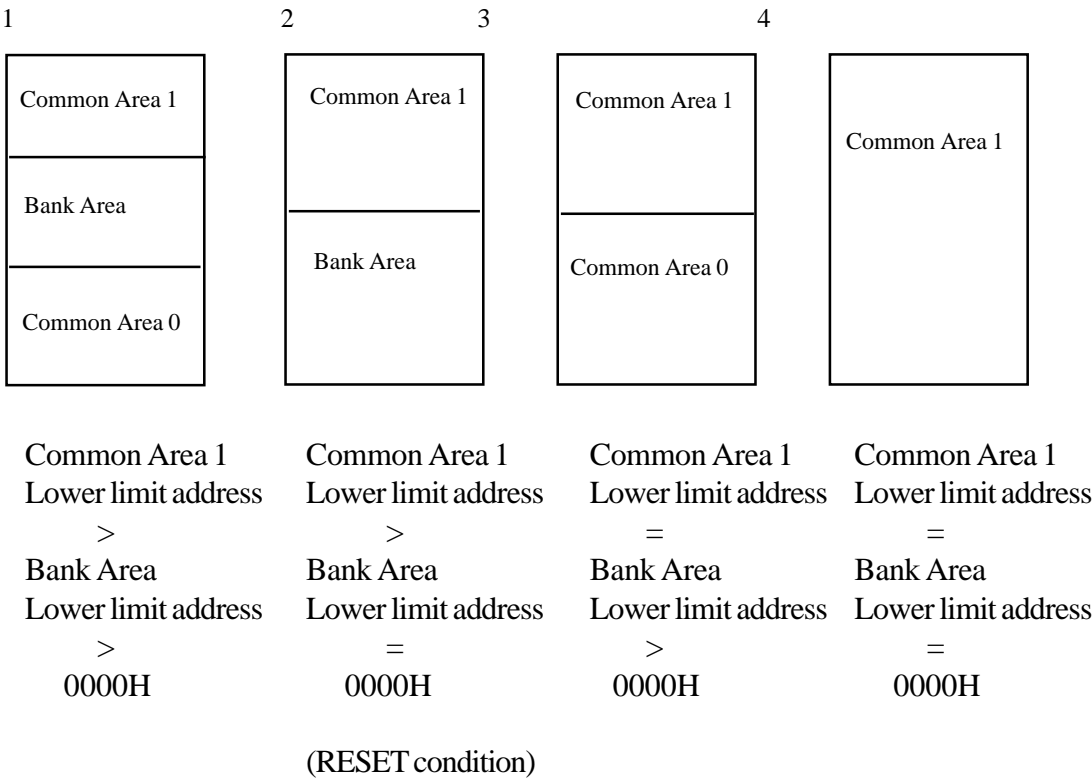 1 2 3 4
Common Area 1 Common Area 1 Common Area 1 Common Area 1
Bank Area Bank Area Common Area 0
Common Area 0
Common Area 1 Common Area 1 Common Area 1 Common Area 1
Lower limit address Lower limit address Lower limit address Lower limit address
> > = =
Bank Area Bank Area Bank Area Bank Area
Lower limit address Lower limit address Lower limit address Lower limit address
> = > =
0000H 0000H 0000H 0000H
(RESET condition)